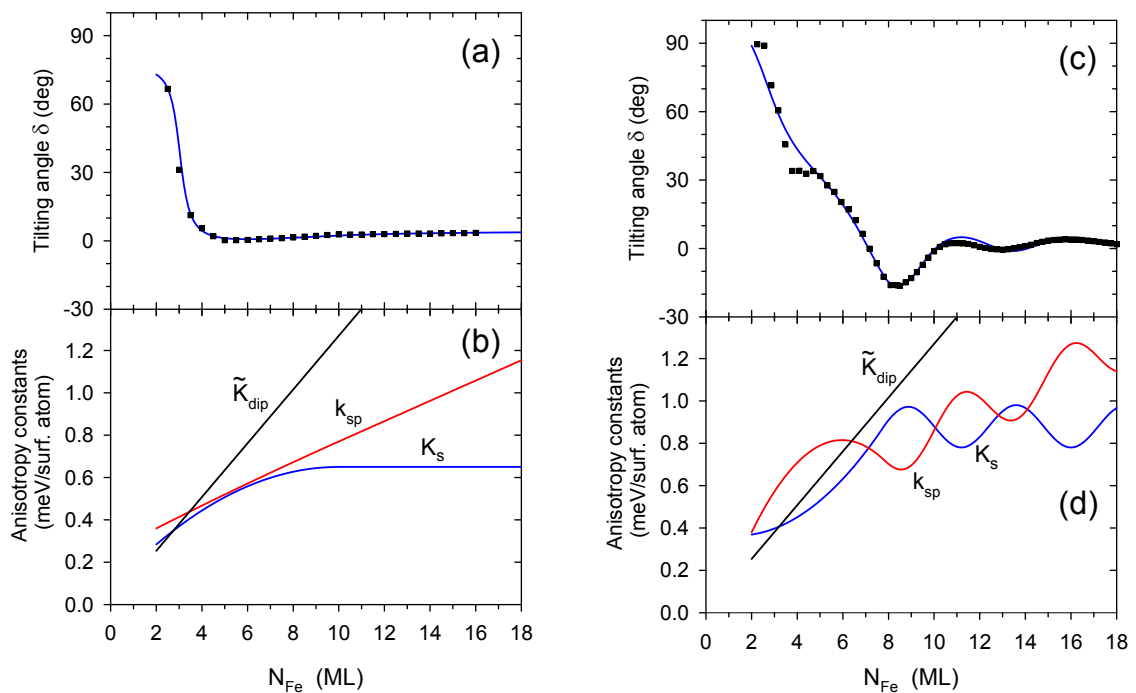 90
60
30
0
-30
Tilting angle δ (deg)
(a)
1.2
1.0
0.8
0.6
0.4
0.2
0.0
Anisotropy constants
(meV/surf. atom)
K̃dip
ksp
Ks
(b)
0 2 4 6 8 10 12 14 16 18
NFe (ML)
90
60
30
0
-30
Tilting angle δ (deg)
(c)
1.2
1.0
0.8
0.6
0.4
0.2
0.0
Anisotropy constants
(meV/surf. atom)
K̃dip
Ks
ksp
(d)
0 2 4 6 8 10 12 14 16 18
NFe (ML)